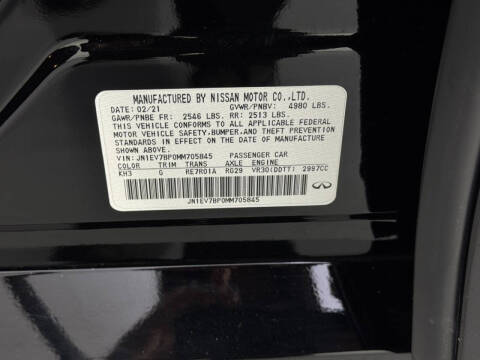 MANUFACTURED BY NISSAN MOTOR CO.,LTD.
DATE: 02/21 GVWR/PNBV: 4980 LBS.
GAWR/PNBE FR: 2546 LBS. RR: 2513 LBS.
THIS VEHICLE CONFORMS TO ALL APPLICABLE FEDERAL
MOTOR VEHICLE SAFETY,BUMPER,AND THEFT PREVENTION
STANDARDS IN EFFECT ON THE DATE OF MANUFACTURE
SHOWN ABOVE.
VIN: JN1EV7BP0MM705845 PASSENGER CAR
COLOR TRIM TRANS AXLE ENGINE
KH3 G RE7R01A RG29 VR30(DDTT) 2997CC
JN1EV7BP0MM705845